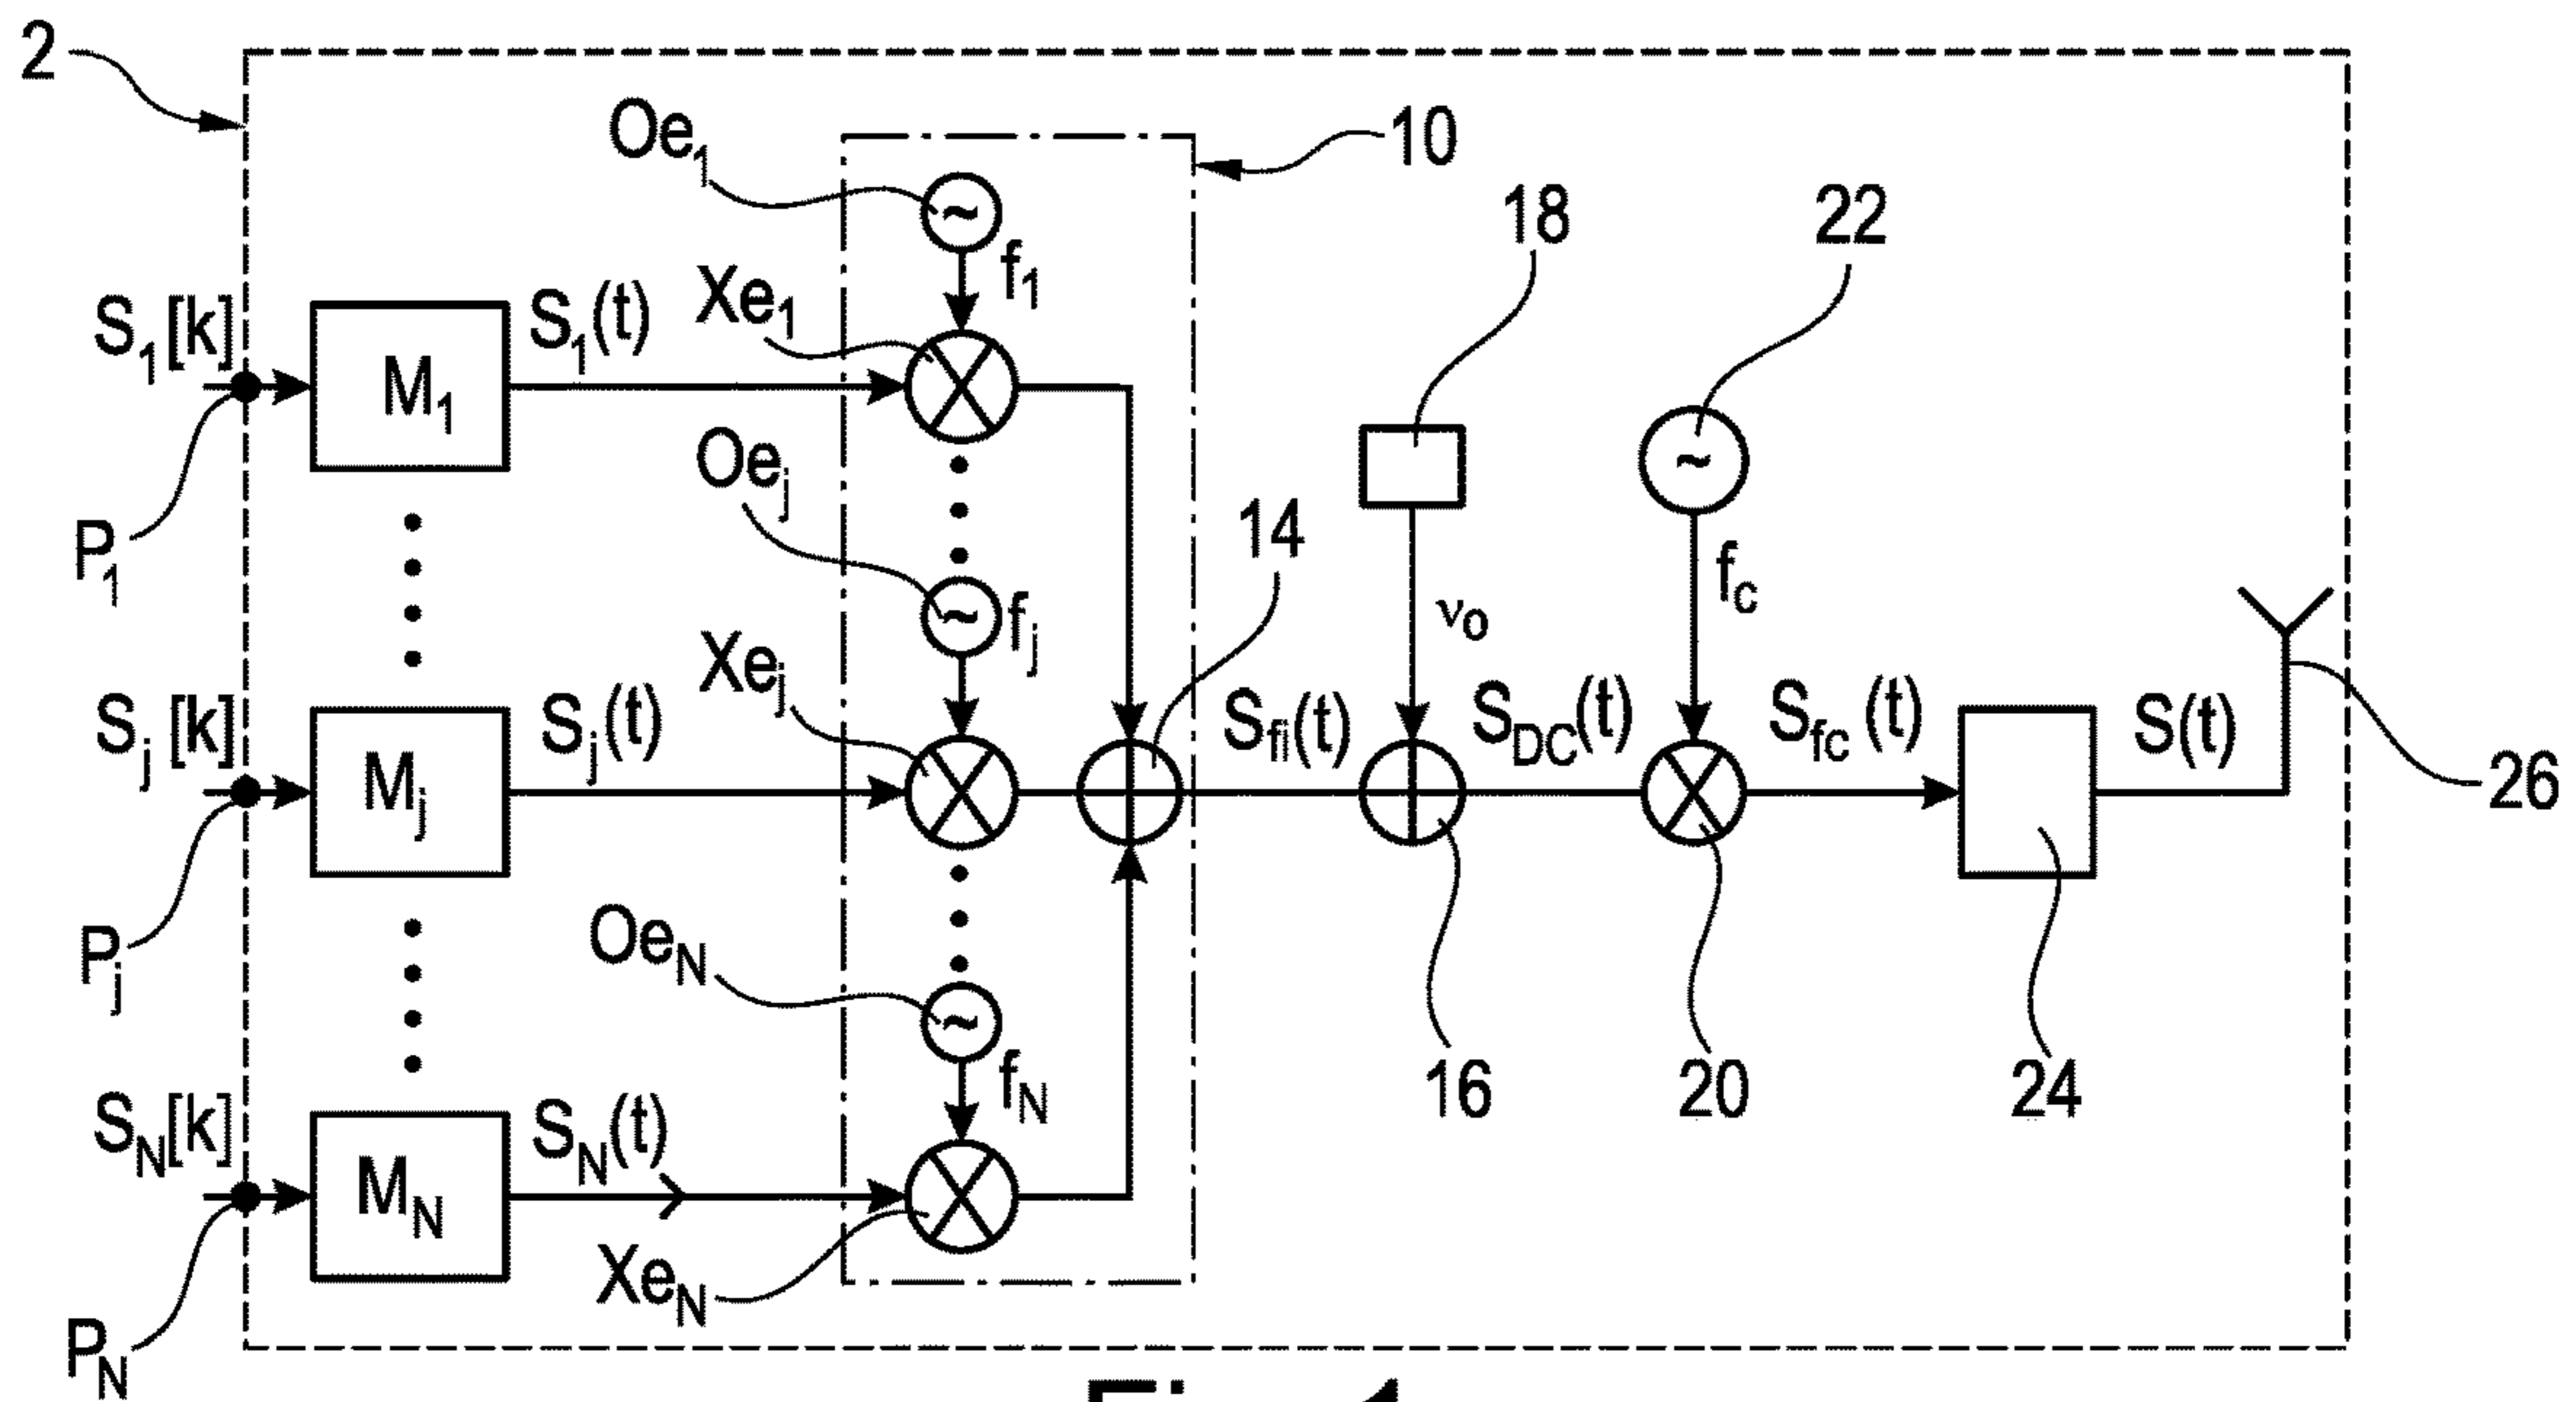 2
Oe1
10
18
22
S1[k]
M1
S1(t)
Xe1
f1
P1
Oej
14
fj
νo
fc
Sj[k]
Mj
Sj(t)
Xej
Sfi(t)
SDC(t)
Sfc(t)
S(t)
26
Pj
OeN
fN
16
20
24
SN[k]
MN
SN(t)
XeN
PN